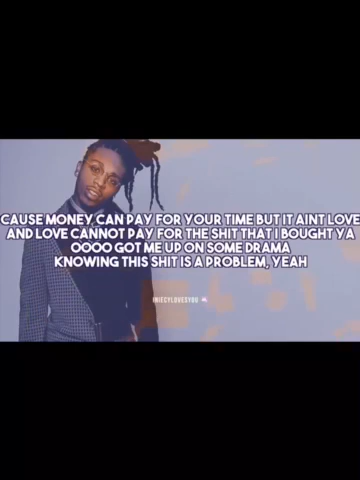 CAUSE MONEY CAN PAY FOR YOUR TIME BUT IT AINT LOVE
AND LOVE CANNOT PAY FOR THE SHIT THAT I BOUGHT YA
OOOO GOT ME UP ON SOME DRAMA
KNOWING THIS SHIT IS A PROBLEM, YEAH